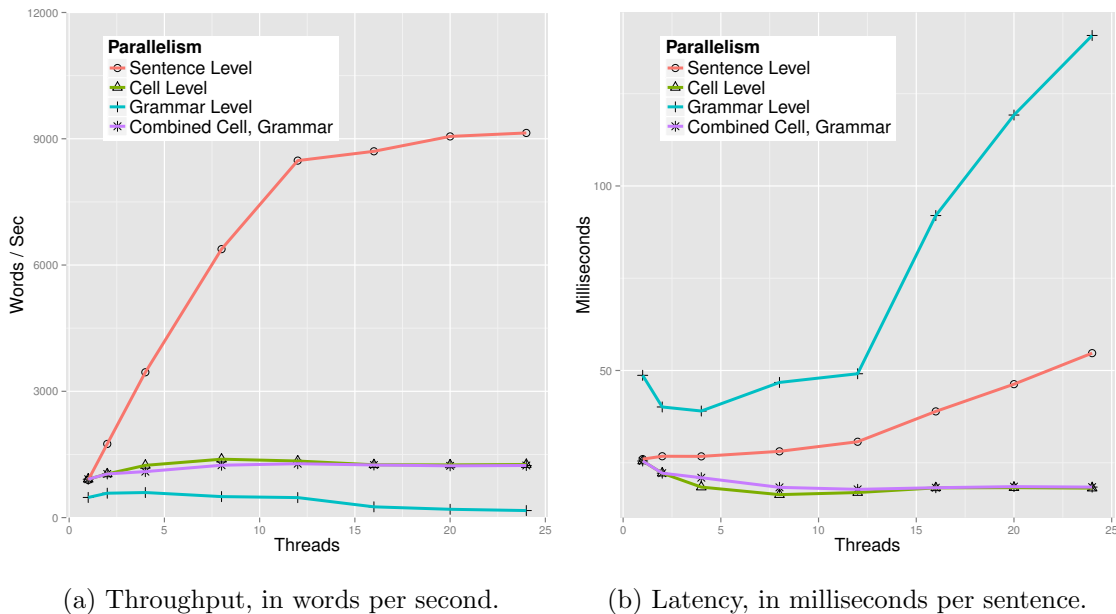 12000
9000
6000
3000
0
Words / Sec
Parallelism
Sentence Level
Cell Level
Grammar Level
Combined Cell, Grammar
0 5 10 15 20 25
Threads
(a) Throughput, in words per second.
100
50
Milliseconds
Parallelism
Sentence Level
Cell Level
Grammar Level
Combined Cell, Grammar
0 5 10 15 20 25
Threads
(b) Latency, in milliseconds per sentence.